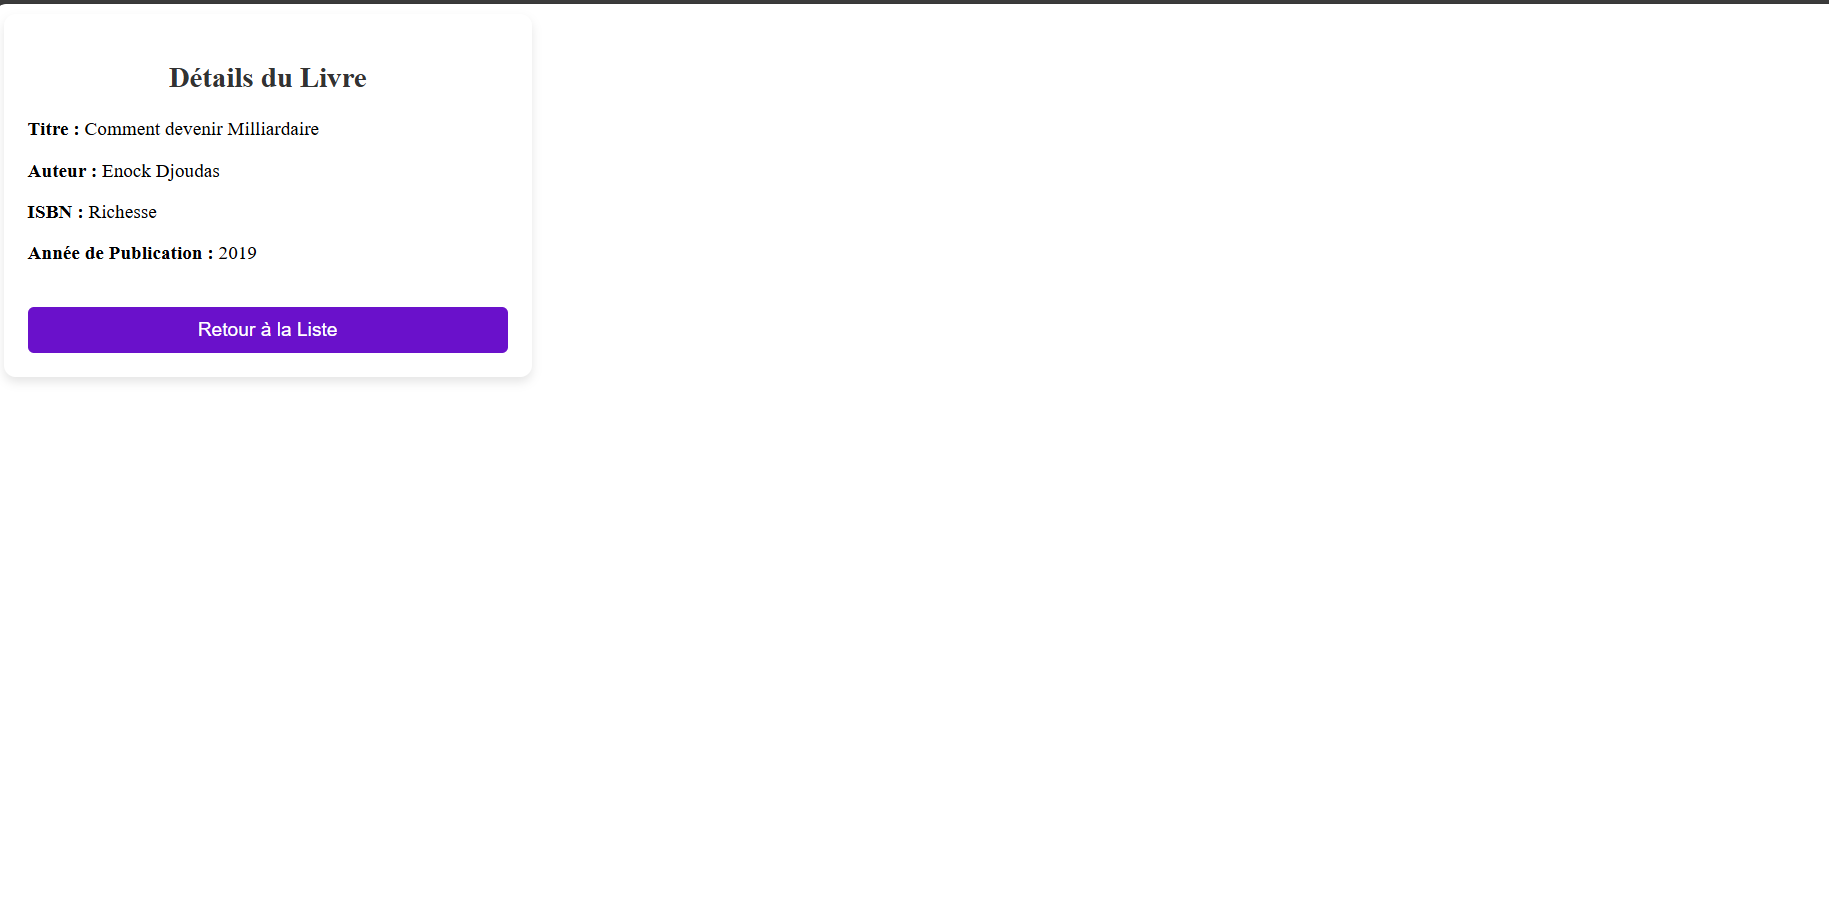 Détails du Livre
Titre : Comment devenir Milliardaire
Auteur : Enock Djoudas
ISBN : Richesse
Année de Publication : 2019
Retour à la Liste